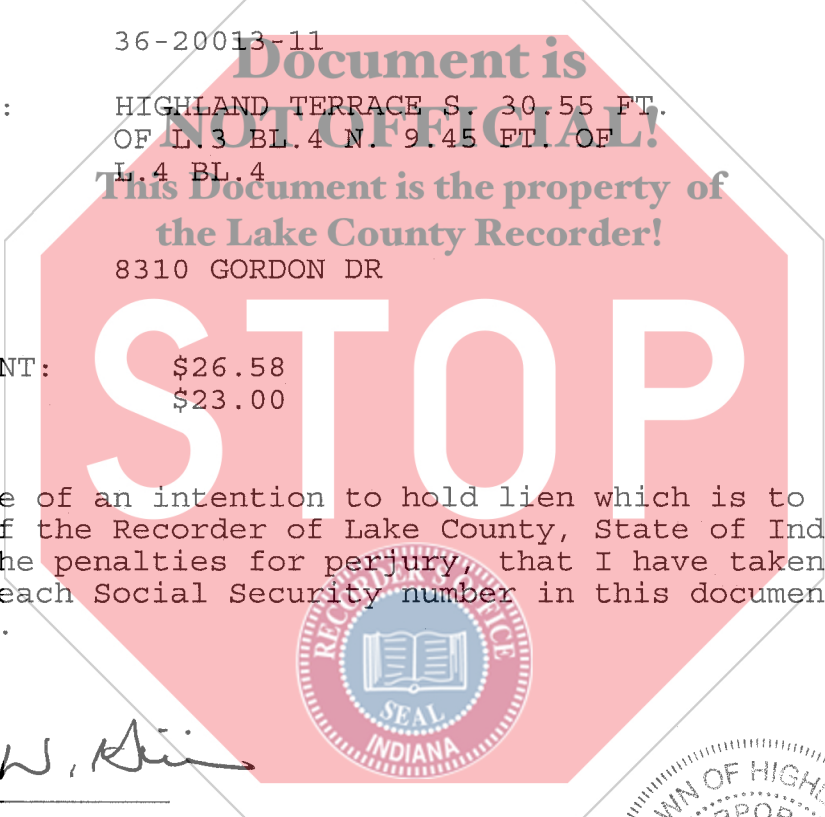 36-20013-11
Document is
: HIGHLAND TERRACE S. 30.55 FT.
NOT OFFICIAL!
OF L.3 BL.4 N. 9.45 FT. OF
L.4 BL.4
This Document is the property of
the Lake County Recorder!
8310 GORDON DR
STOP
NT: $26.58
$23.00
e of an intention to hold lien which is to
f the Recorder of Lake County, State of Ind
he penalties for perjury, that I have taken
each Social Security number in this documen
.
RECORDER'S OFFICE
SEAL
INDIANA
WN OF HIGHL